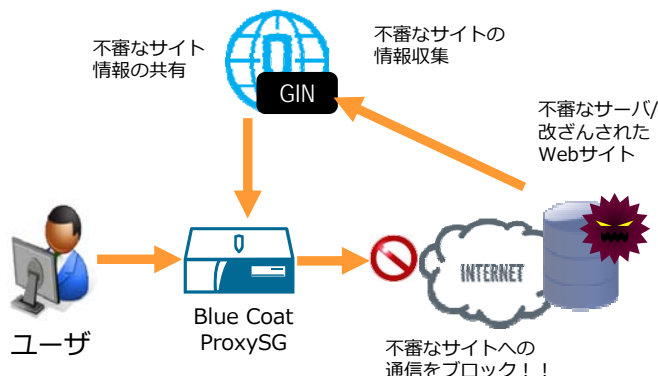 不審なサイト
情報の共有
不審なサイトの
情報収集
GIN
不審なサーバ/
改ざんされた
Webサイト
INTERNET
ユーザ
Blue Coat
ProxySG
不審なサイトへの
通信をブロック！！